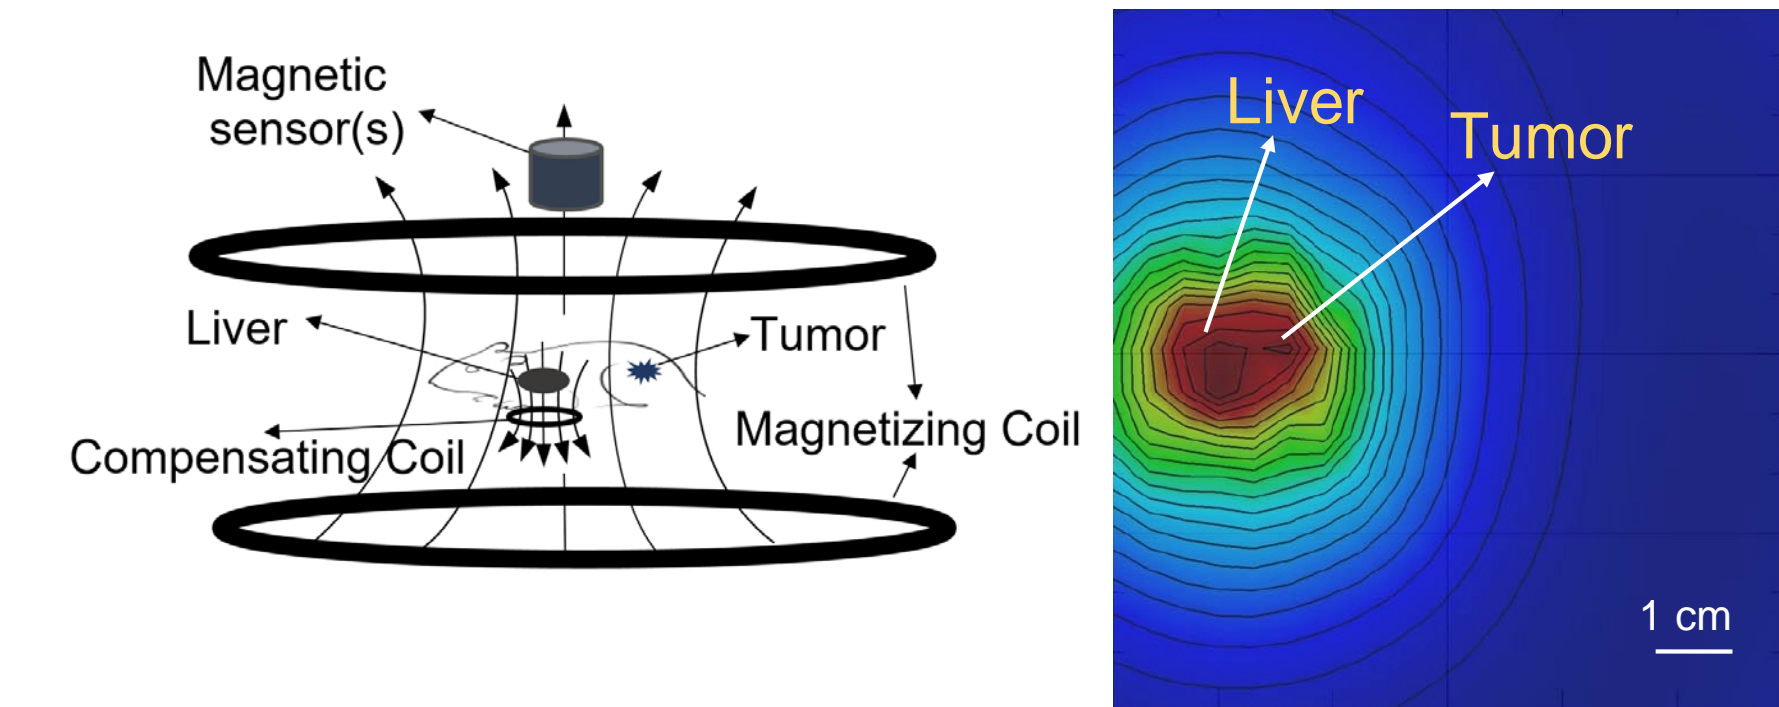 Magnetic
sensor(s)
Liver
Tumor
Compensating Coil
Magnetizing Coil
Liver
Tumor
1 cm